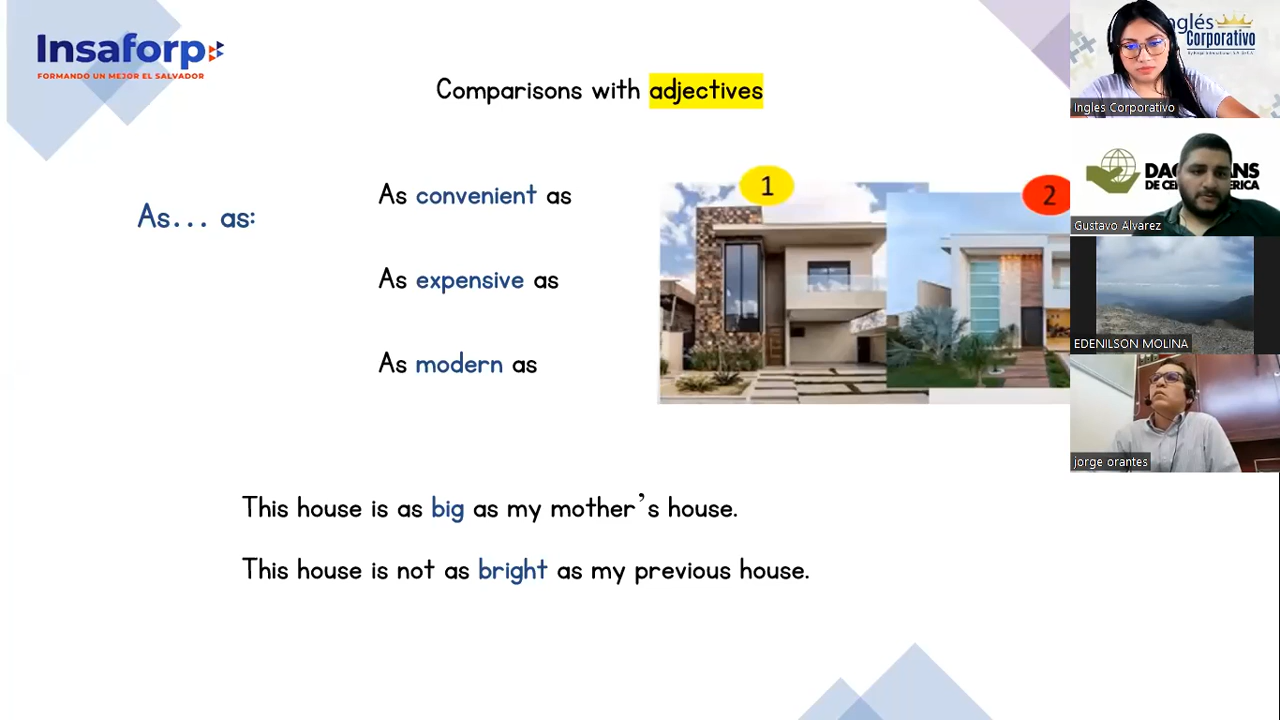 Insaforp
FORMANDO UN MEJOR EL SALVADOR
Comparisons with adjectives
As... as:
As convenient as
As expensive as
As modern as
1
2
This house is as big as my mother's house.
This house is not as bright as my previous house.
Inglés
Corporativo
Ingles Corporativo
DE CEN
Gustavo Alvarez
EDENILSON MOLINA
jorge orantes